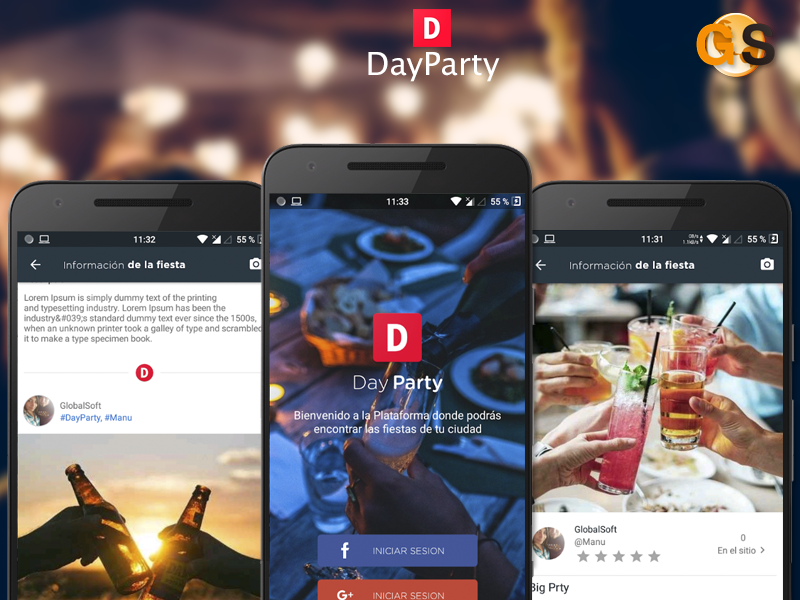 D
DayParty
GS
11:32
55 %
Información de la fiesta
Lorem Ipsum is simply dummy text of the printing
and typesetting industry. Lorem Ipsum has been the
industry&#039;s standard dummy text ever since the 1500s,
when an unknown printer took a galley of type and scrambled
it to make a type specimen book.
D
GlobalSoft
#DayParty, #Manu
D
11:33
55 %
D
Day Party
Bienvenido a la Plataforma donde podrás
encontrar las fiestas de tu ciudad
f INICIAR SESION
G+ INICIAR SESION
11:31
0B/s
1.1kB/s
55 %
Información de la fiesta
GlobalSoft
@Manu
0
En el sitio
Big Prty